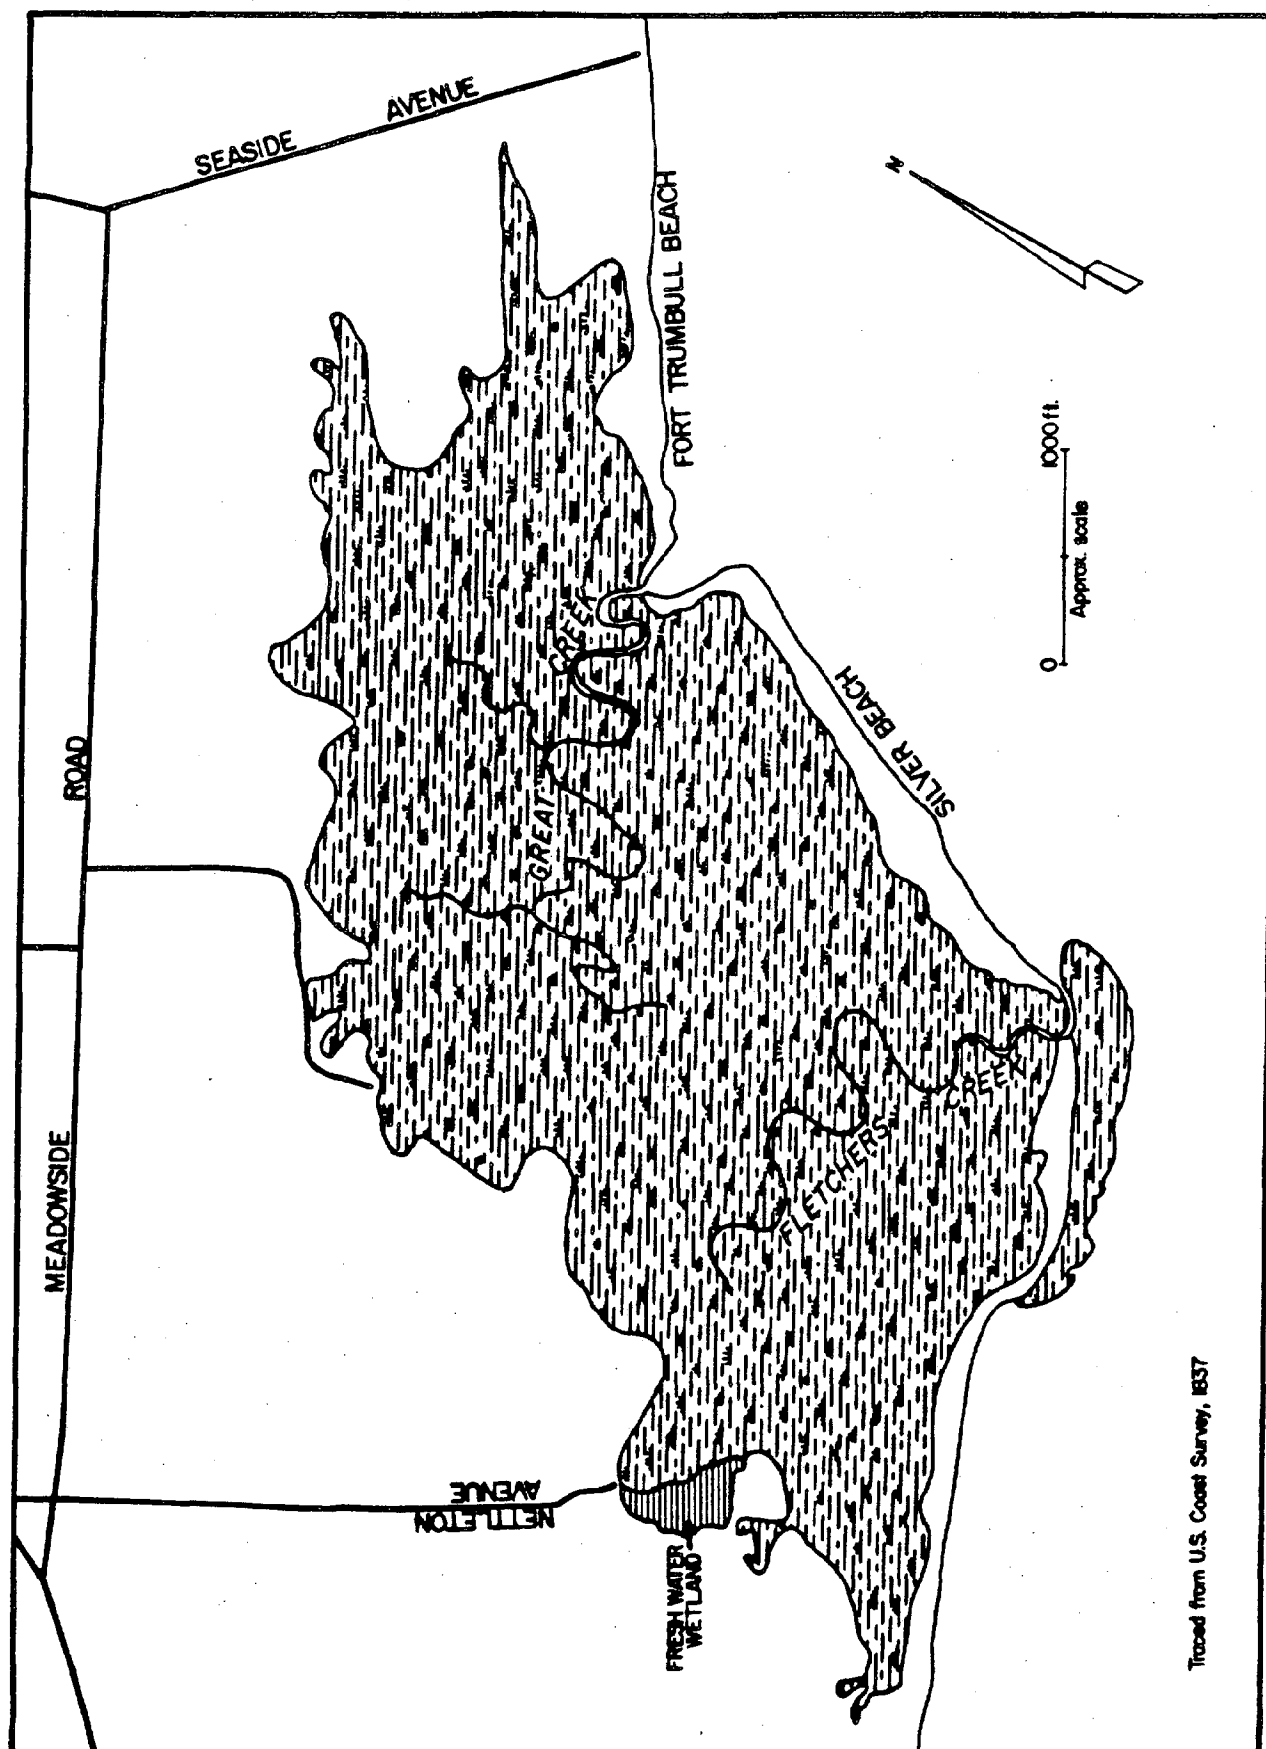 SEASIDE AVENUE
N
FORT TRUMBULL BEACH
1000 ft.
0
Approx. scale
GREAT CREEK
SILVER BEACH
MEADOWSIDE ROAD
FLETCHERS CREEK
NETTLETON
AVENUE
FRESH WATER
WETLAND
Traced from U.S. Coast Survey, 1837